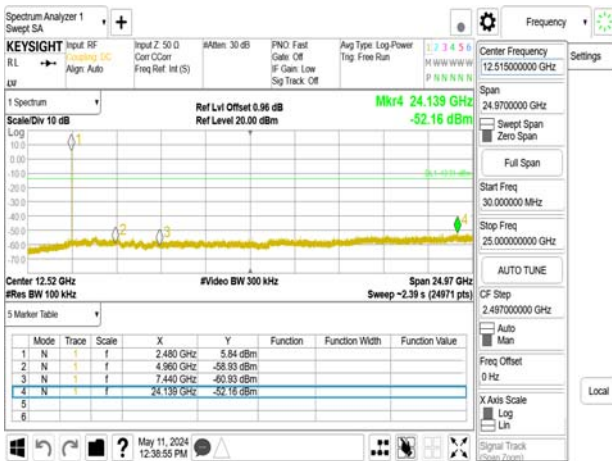 Spectrum Analyzer 1
Swept SA
Frequency
KEYSIGHT
RL
Input: RF
Coupling: DC
Align: Auto
Input Z: 50 Ω
Corr CCorr
Freq Ref: Int (S)
#Atten: 30 dB
PNO: Fast
Gate: Off
IF Gain: Low
Sig Track: Off
Avg Type: Log-Power
Trig: Free Run
1 2 3 4 5 6
M W W W W W
P N N N N N
1 Spectrum
Scale/Div 10 dB
Log
Ref Lvl Offset 0.96 dB
Ref Level 20.00 dBm
Mkr4 24.139 GHz
-52.16 dBm
10.0
0.00
-10.0
-20.0
-30.0
-40.0
-50.0
-60.0
-70.0
1
2
3
4
Center 12.52 GHz
#Res BW 100 kHz
#Video BW 300 kHz
Span 24.97 GHz
Sweep ~2.39 s (24971 pts)
5 Marker Table
Mode Trace Scale X Y Function Function Width Function Value
1 N 1 f 2.480 GHz 5.84 dBm
2 N 1 f 4.960 GHz -58.93 dBm
3 N 1 f 7.440 GHz -60.93 dBm
4 N 1 f 24.139 GHz -52.16 dBm
5
6
May 11, 2024
12:38:55 PM
Center Frequency
12.515000000 GHz
Span
24.9700000 GHz
Swept Span
Zero Span
Full Span
Start Freq
30.000000 MHz
Stop Freq
25.000000000 GHz
AUTO TUNE
CF Step
2.497000000 GHz
Auto
Man
Freq Offset
0 Hz
X Axis Scale
Log
Lin
Signal Track
(Span Zoom)
Settings
Local